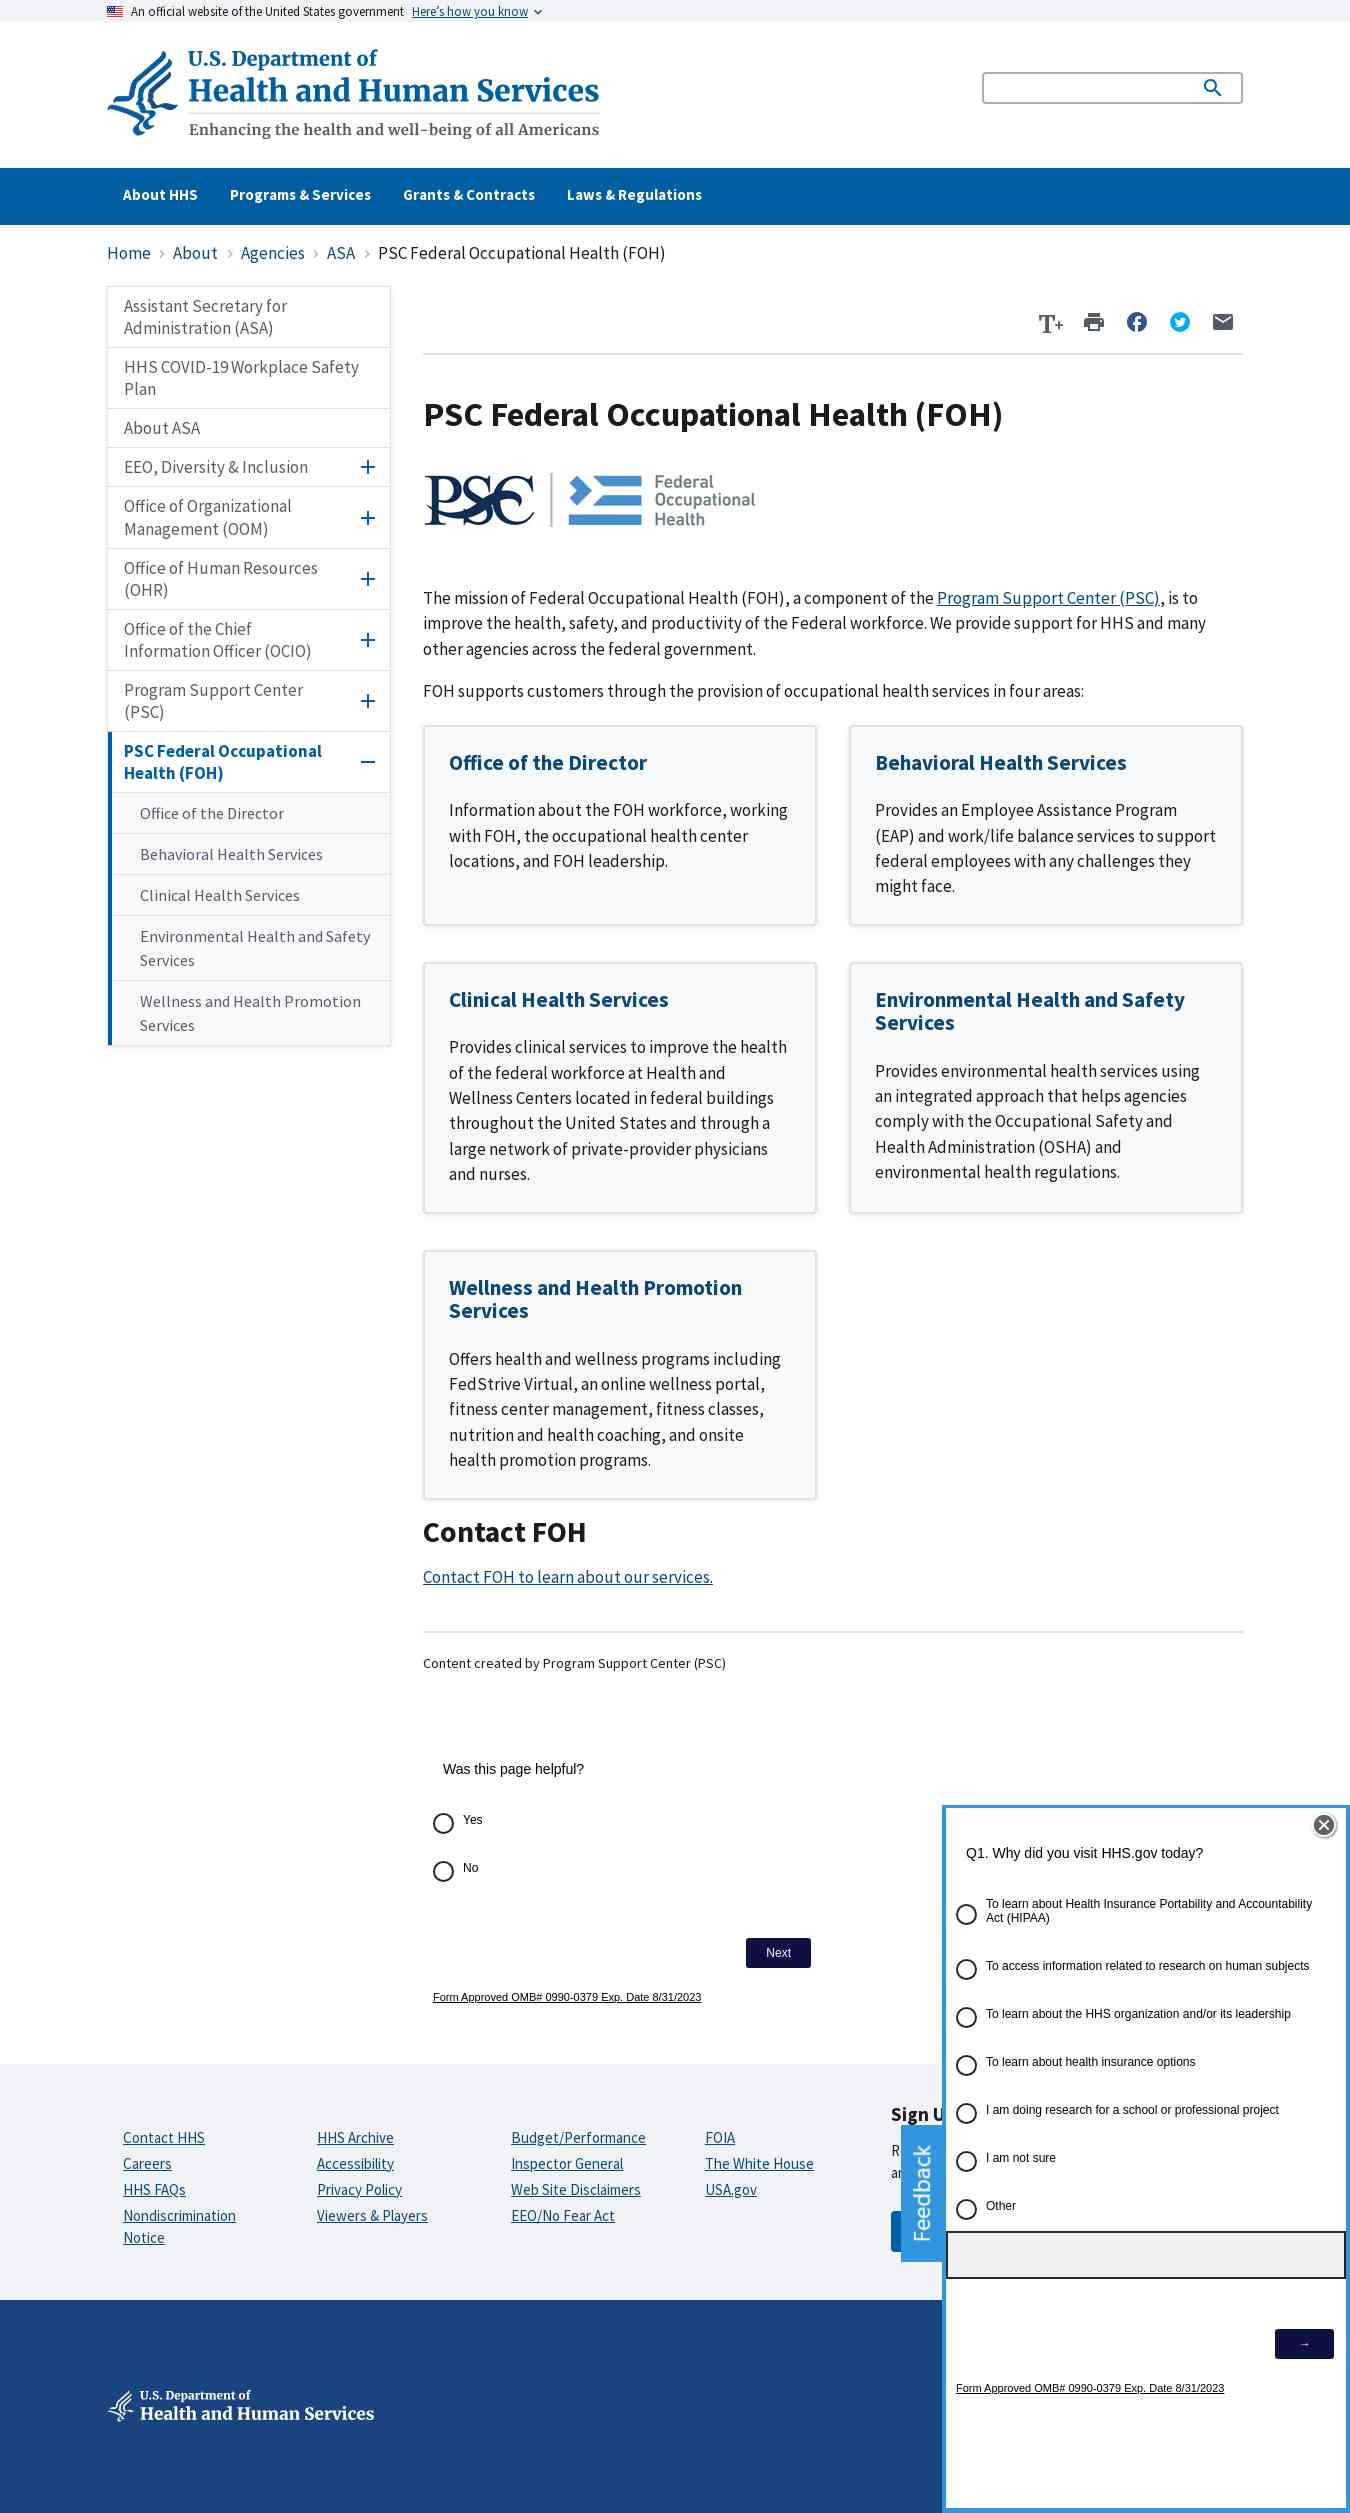 An official website of the United States government Here's how you know
U.S. Department of
Health and Human Services
Enhancing the health and well-being of all Americans
About HHS Programs & Services Grants & Contracts Laws & Regulations
Home › About › Agencies › ASA › PSC Federal Occupational Health (FOH)
Assistant Secretary for
Administration (ASA)
HHS COVID-19 Workplace Safety
Plan
About ASA
EEO, Diversity & Inclusion
Office of Organizational
Management (OOM)
Office of Human Resources
(OHR)
Office of the Chief
Information Officer (OCIO)
Program Support Center
(PSC)
PSC Federal Occupational
Health (FOH)
Office of the Director
Behavioral Health Services
Clinical Health Services
Environmental Health and Safety
Services
Wellness and Health Promotion
Services
T+
PSC Federal Occupational Health (FOH)
PSC
Federal
Occupational
Health
The mission of Federal Occupational Health (FOH), a component of the Program Support Center (PSC), is to
improve the health, safety, and productivity of the Federal workforce. We provide support for HHS and many
other agencies across the federal government.
FOH supports customers through the provision of occupational health services in four areas:
Office of the Director
Information about the FOH workforce, working
with FOH, the occupational health center
locations, and FOH leadership.
Behavioral Health Services
Provides an Employee Assistance Program
(EAP) and work/life balance services to support
federal employees with any challenges they
might face.
Clinical Health Services
Provides clinical services to improve the health
of the federal workforce at Health and
Wellness Centers located in federal buildings
throughout the United States and through a
large network of private-provider physicians
and nurses.
Environmental Health and Safety
Services
Provides environmental health services using
an integrated approach that helps agencies
comply with the Occupational Safety and
Health Administration (OSHA) and
environmental health regulations.
Wellness and Health Promotion
Services
Offers health and wellness programs including
FedStrive Virtual, an online wellness portal,
fitness center management, fitness classes,
nutrition and health coaching, and onsite
health promotion programs.
Contact FOH
Contact FOH to learn about our services.
Content created by Program Support Center (PSC)
Was this page helpful?
Yes
No
Next
Form Approved OMB# 0990-0379 Exp. Date 8/31/2023
Q1. Why did you visit HHS.gov today?
To learn about Health Insurance Portability and Accountability
Act (HIPAA)
To access information related to research on human subjects
To learn about the HHS organization and/or its leadership
To learn about health insurance options
I am doing research for a school or professional project
I am not sure
Other
→
Form Approved OMB# 0990-0379 Exp. Date 8/31/2023
Feedback
Contact HHS
Careers
HHS FAQs
Nondiscrimination
Notice
HHS Archive
Accessibility
Privacy Policy
Viewers & Players
Budget/Performance
Inspector General
Web Site Disclaimers
EEO/No Fear Act
FOIA
The White House
USA.gov
Sign
U.S. Department of
Health and Human Services